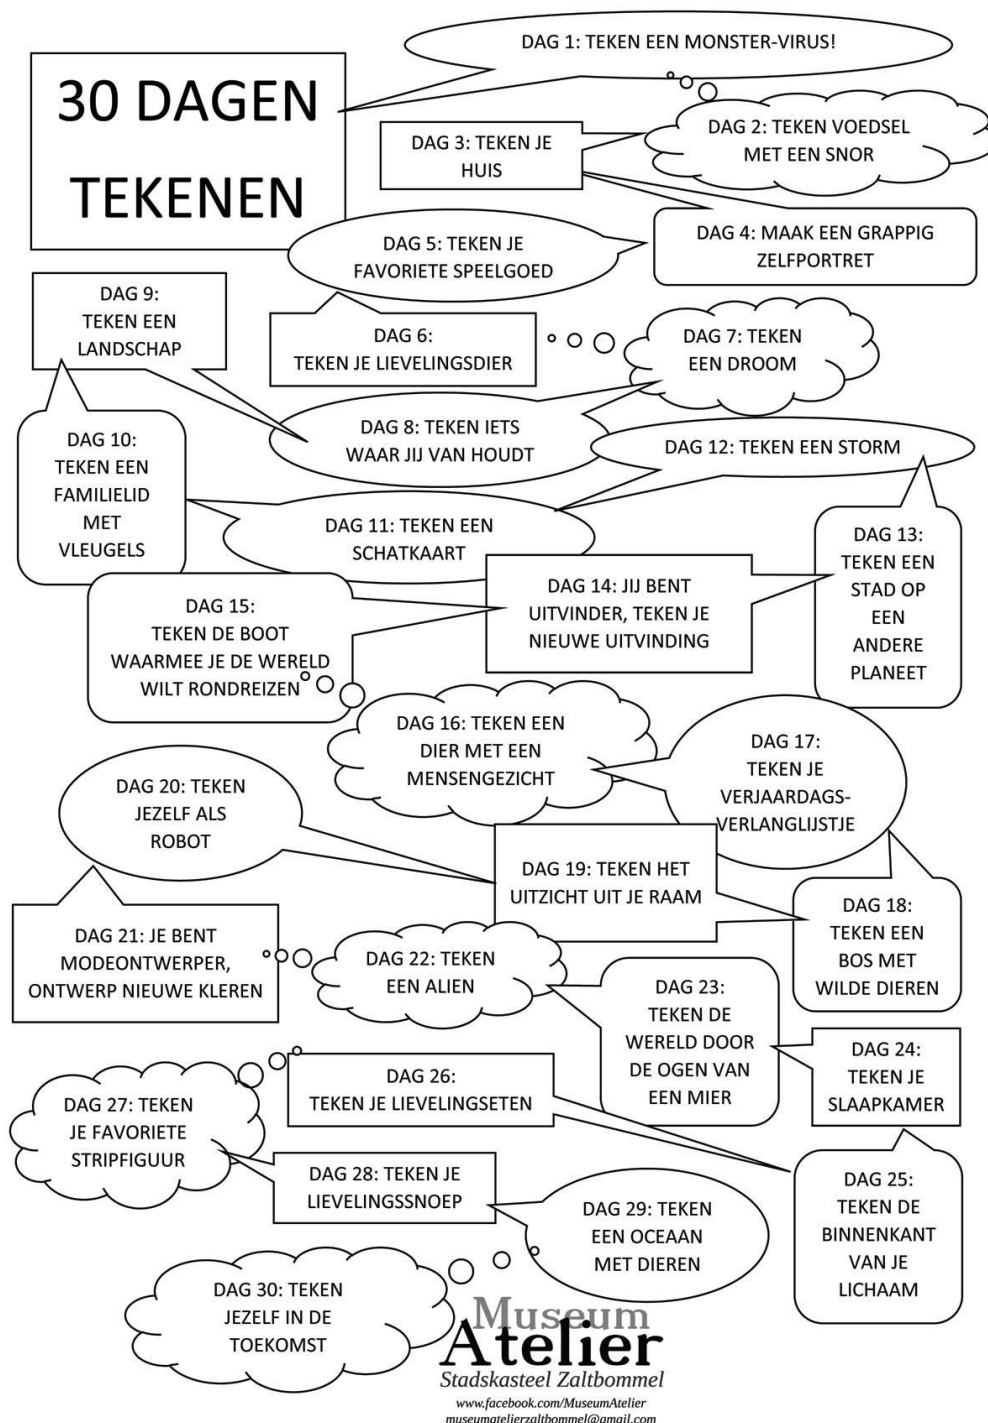 30 DAGEN
TEKENEN
DAG 1: TEKEN EEN MONSTER-VIRUS!
DAG 2: TEKEN VOEDSEL
MET EEN SNOR
DAG 3: TEKEN JE
HUIS
DAG 4: MAAK EEN GRAPPIG
ZELFPORTRET
DAG 5: TEKEN JE
FAVORIETE SPEELGOED
DAG 6:
TEKEN JE LIEVELINGSDIER
DAG 7: TEKEN
EEN DROOM
DAG 8: TEKEN IETS
WAAR JIJ VAN HOUDT
DAG 9:
TEKEN EEN
LANDSCHAP
DAG 10:
TEKEN EEN
FAMILIELID
MET
VLEUGELS
DAG 11: TEKEN EEN
SCHATKAART
DAG 12: TEKEN EEN STORM
DAG 13:
TEKEN EEN
STAD OP
EEN
ANDERE
PLANEET
DAG 14: JIJ BENT
UITVINDER, TEKEN JE
NIEUWE UITVINDING
DAG 15:
TEKEN DE BOOT
WAARMEE JE DE WERELD
WILT RONDREIZEN
DAG 16: TEKEN EEN
DIER MET EEN
MENSENGEZICHT
DAG 17:
TEKEN JE
VERJAARDAGS-
VERLANGLIJSTJE
DAG 18:
TEKEN EEN
BOS MET
WILDE DIEREN
DAG 19: TEKEN HET
UITZICHT UIT JE RAAM
DAG 20: TEKEN
JEZELF ALS
ROBOT
DAG 21: JE BENT
MODEONTWERPER,
ONTWERP NIEUWE KLEREN
DAG 22: TEKEN
EEN ALIEN
DAG 23:
TEKEN DE
WERELD DOOR
DE OGEN VAN
EEN MIER
DAG 24:
TEKEN JE
SLAAPKAMER
DAG 25:
TEKEN DE
BINNENKANT
VAN JE
LICHAAM
DAG 26:
TEKEN JE LIEVELINGSETEN
DAG 27: TEKEN
JE FAVORIETE
STRIPFIGUUR
DAG 28: TEKEN JE
LIEVELINGSSNOEP
DAG 29: TEKEN
EEN OCEAAN
MET DIEREN
DAG 30: TEKEN
JEZELF IN DE
TOEKOMST
Museum
Atelier
Stadskasteel Zaltbommel
www.facebook.com/MuseumAtelier
museumatelierzaltbommel@gmail.com